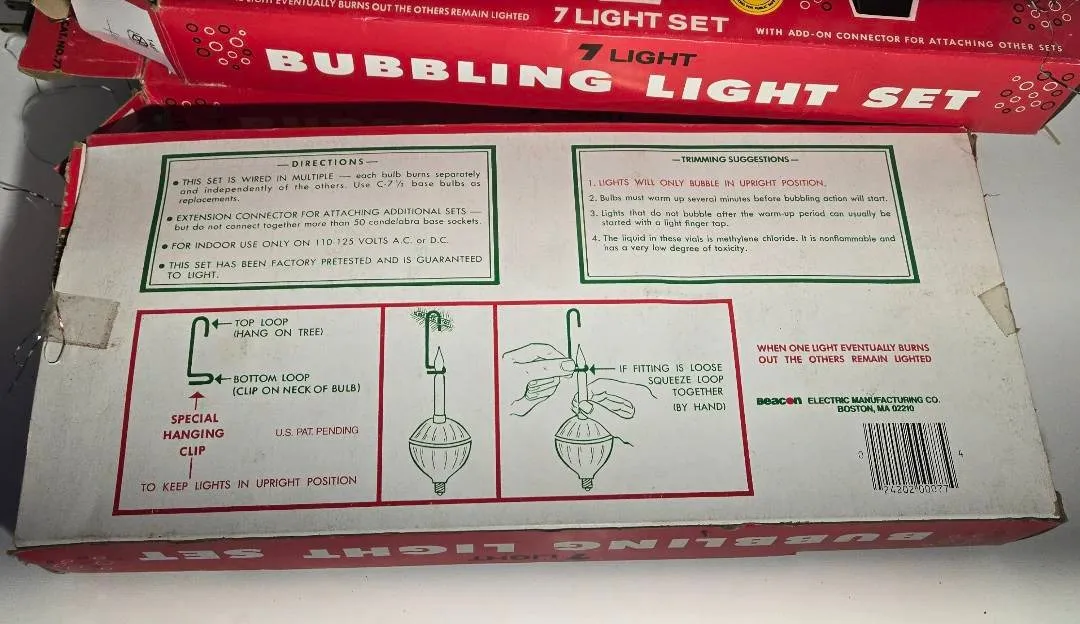 EVENTUALLY BURNS OUT THE OTHERS REMAIN LIGHTED
7 LIGHT SET
WITH ADD-ON CONNECTOR FOR ATTACHING OTHER SETS
7 LIGHT
BUBBLING LIGHT SET
—DIRECTIONS—
• THIS SET IS WIRED IN MULTIPLE — each bulb burns separately
and independently of the others. Use C-7½ base bulbs as
replacements.
• EXTENSION CONNECTOR FOR ATTACHING ADDITIONAL SETS —
but do not connect together more than 50 candelabra base sockets.
• FOR INDOOR USE ONLY ON 110-125 VOLTS A.C. or D.C.
• THIS SET HAS BEEN FACTORY PRETESTED AND IS GUARANTEED
TO LIGHT.
—TRIMMING SUGGESTIONS—
1. LIGHTS WILL ONLY BUBBLE IN UPRIGHT POSITION.
2. Bulbs must warm up several minutes before bubbling action will start.
3. Lights that do not bubble after the warm-up period can usually be
started with a light finger tap.
4. The liquid in these vials is methylene chloride. It is nonflammable and
has a very low degree of toxicity.
TOP LOOP
(HANG ON TREE)
BOTTOM LOOP
(CLIP ON NECK OF BULB)
SPECIAL
HANGING
CLIP
U.S. PAT. PENDING
TO KEEP LIGHTS IN UPRIGHT POSITION
IF FITTING IS LOOSE
SQUEEZE LOOP
TOGETHER
(BY HAND)
WHEN ONE LIGHT EVENTUALLY BURNS
OUT THE OTHERS REMAIN LIGHTED
Beacon ELECTRIC MANUFACTURING CO.
BOSTON, MA 02210
7 LIGHT
BUBBLING LIGHT SET